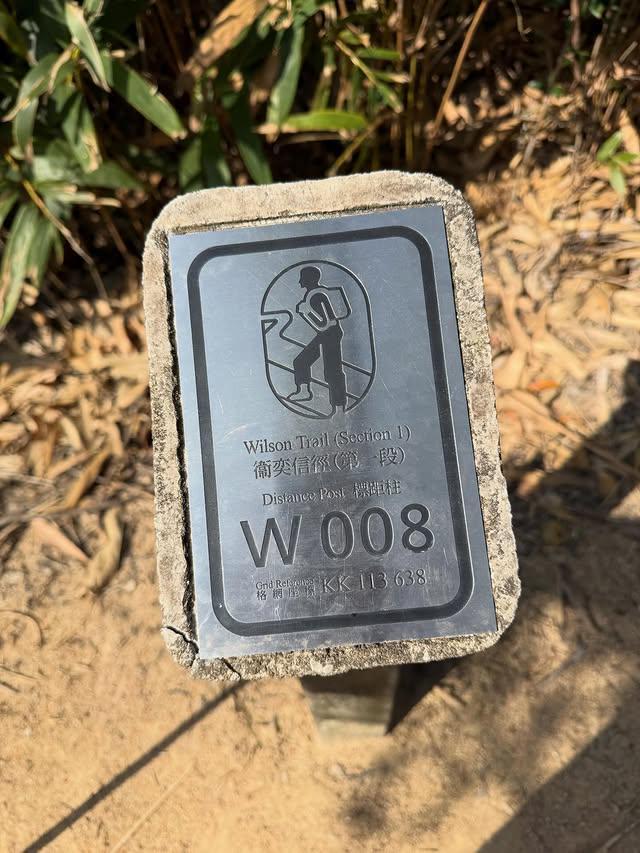 Wilson Trail (Section 1)
衞奕信徑(第一段)
Distance Post 標距柱
W 008
Grid Reference
格網座標
KK 113 638